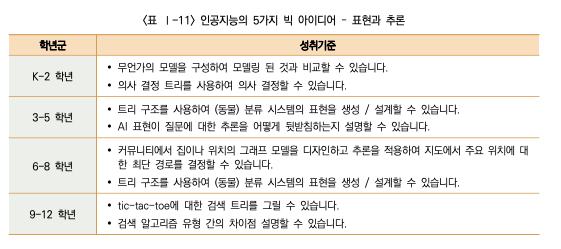 <표 Ⅰ-11> 인공지능의 5가지 빅 아이디어 - 표현과 추론
학년군 성취기준
K-2 학년
• 무언가의 모델을 구성하여 모델링 된 것과 비교할 수 있습니다.
• 의사 결정 트리를 사용하여 의사 결정할 수 있습니다.
3-5 학년
• 트리 구조를 사용하여 (동물) 분류 시스템의 표현을 생성 / 설계할 수 있습니다.
• AI 표현이 질문에 대한 추론을 어떻게 뒷받침하는지 설명할 수 있습니다.
6-8 학년
• 커뮤니티에서 집이나 위치의 그래프 모델을 디자인하고 추론을 적용하여 지도에서 주요 위치에 대
한 최단 경로를 결정할 수 있습니다.
• 트리 구조를 사용하여 (동물) 분류 시스템의 표현을 생성 / 설계할 수 있습니다.
9-12 학년
• tic-tac-toe에 대한 검색 트리를 그릴 수 있습니다.
• 검색 알고리즘 유형 간의 차이점 설명할 수 있습니다.